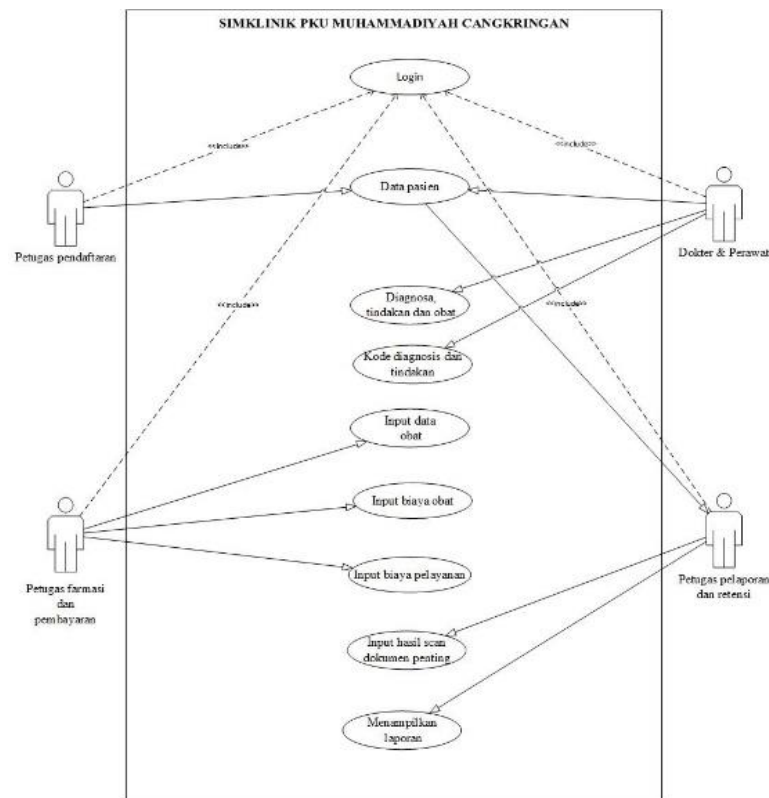 SIMKLINIK PKU MUHAMMADIYAH CANGKRINGAN
Login
<<include>>
<<include>>
Data pasien
Petugas pendaftaran
Dokter & Perawat
Diagnosa,
tindakan dan obat
<<include>>
<<include>>
Kode diagnosis dan
tindakan
Input data
obat
Input biaya obat
Input biaya pelayanan
Petugas farmasi
dan
pembayaran
Petugas pelaporan
dan retensi
Input hasil scan
dokumen penting
Menampilkan
laporan